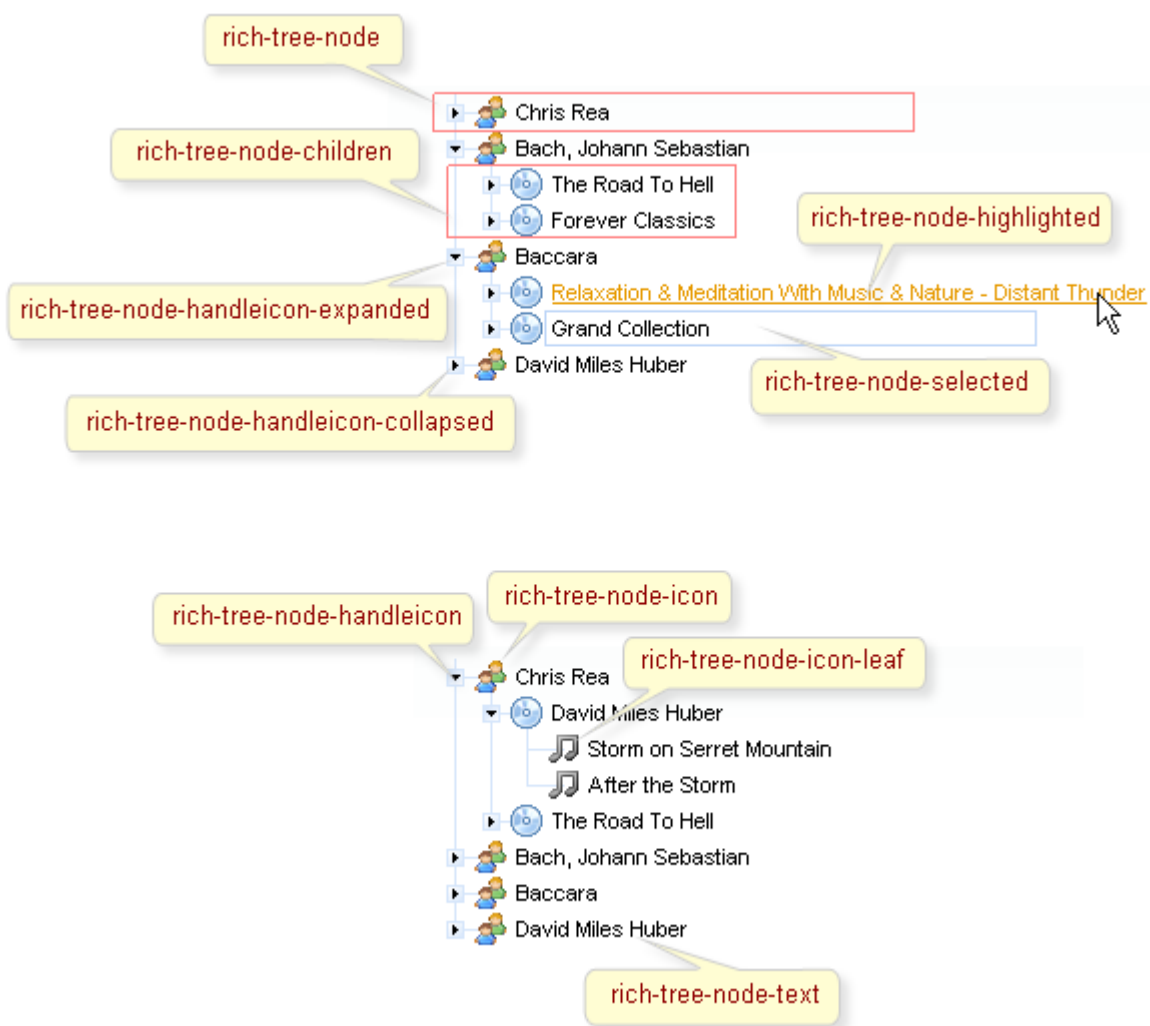 rich-tree-node
Chris Rea
rich-tree-node-children
Bach, Johann Sebastian
The Road To Hell
Forever Classics
rich-tree-node-highlighted
Baccara
Relaxation & Meditation With Music & Nature - Distant Thunder
rich-tree-node-handleicon-expanded
Grand Collection
David Miles Huber
rich-tree-node-selected
rich-tree-node-handleicon-collapsed
rich-tree-node-icon
rich-tree-node-handleicon
rich-tree-node-icon-leaf
Chris Rea
David Miles Huber
Storm on Serret Mountain
After the Storm
The Road To Hell
Bach, Johann Sebastian
Baccara
David Miles Huber
rich-tree-node-text